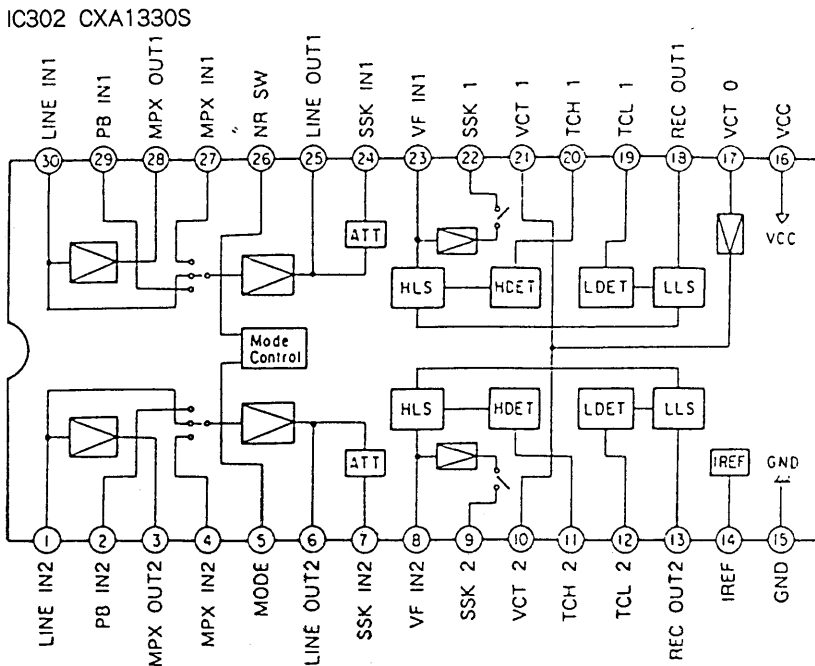 IC302 CXA1330S
LINE IN1
PB IN1
MPX OUT1
MPX IN1
NR SW
LINE OUT1
SSK IN1
VF IN1
SSK 1
VCT 1
TCH 1
TCL 1
REC OUT1
VCT 0
VCC
30 29 28 27 26 25 24 23 22 21 20 19 18 17 16
ATT
VCC
HLS HDET LDET LLS
Mode
Control
HLS HDET LDET LLS
ATT IREF GND
1 2 3 4 5 6 7 8 9 10 11 12 13 14 15
LINE IN2
PB IN2
MPX OUT2
MPX IN2
MODE
LINE OUT2
SSK IN2
VF IN2
SSK 2
VCT 2
TCH 2
TCL 2
REC OUT2
IREF
GND